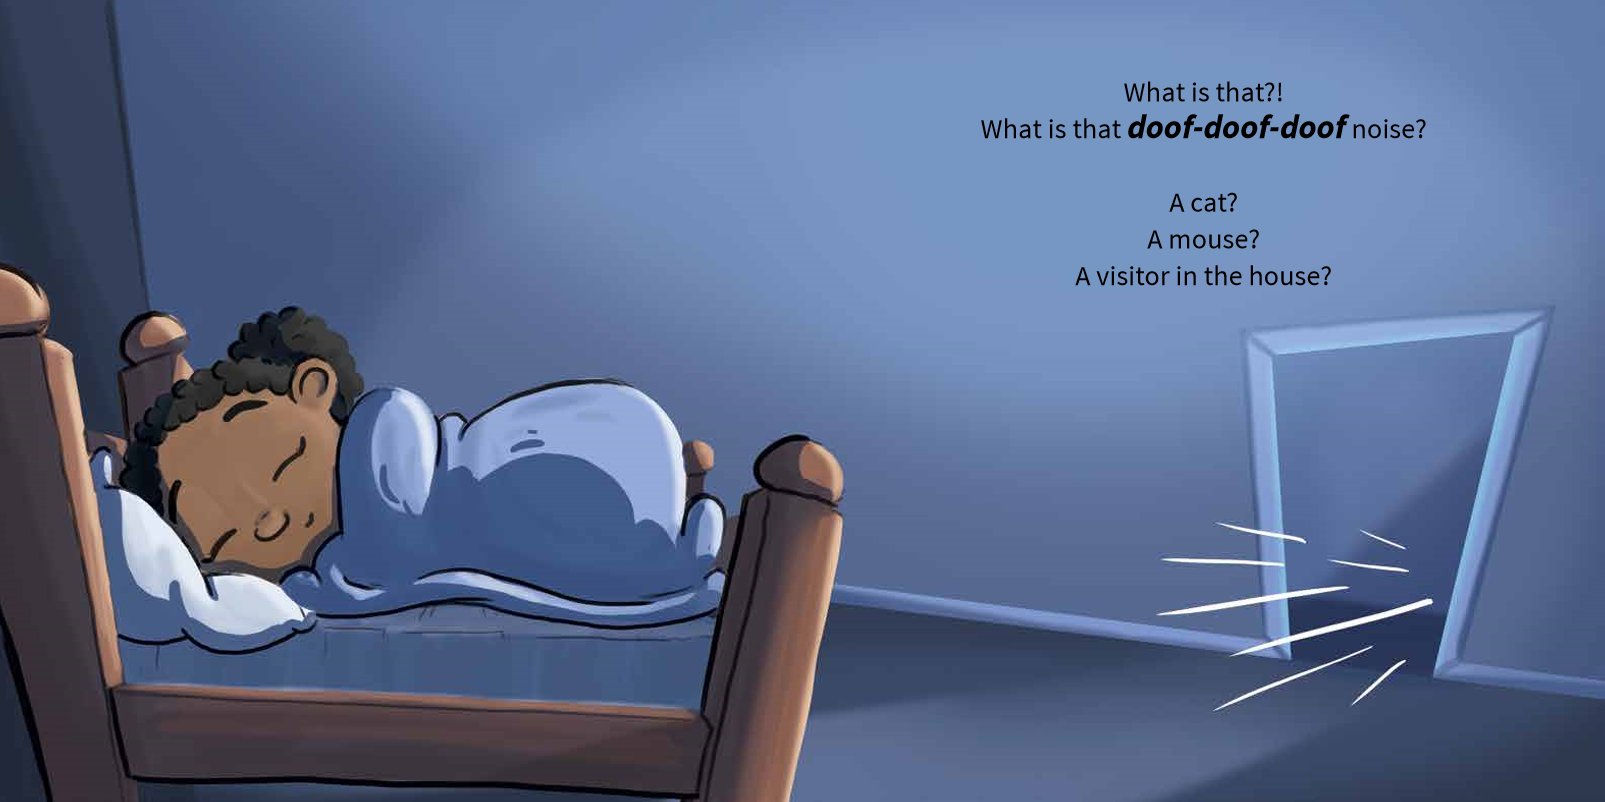 What is that?!
What is that doof-doof-doof noise?
A cat?
A mouse?
A visitor in the house?